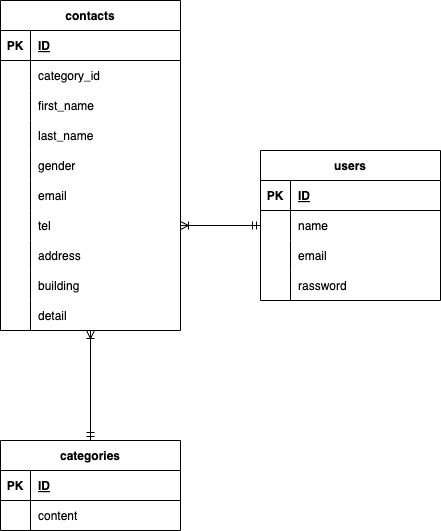 contacts
PK ID
category_id
first_name
last_name
gender
email
tel
address
building
detail
users
PK ID
name
email
rassword
categories
PK ID
content